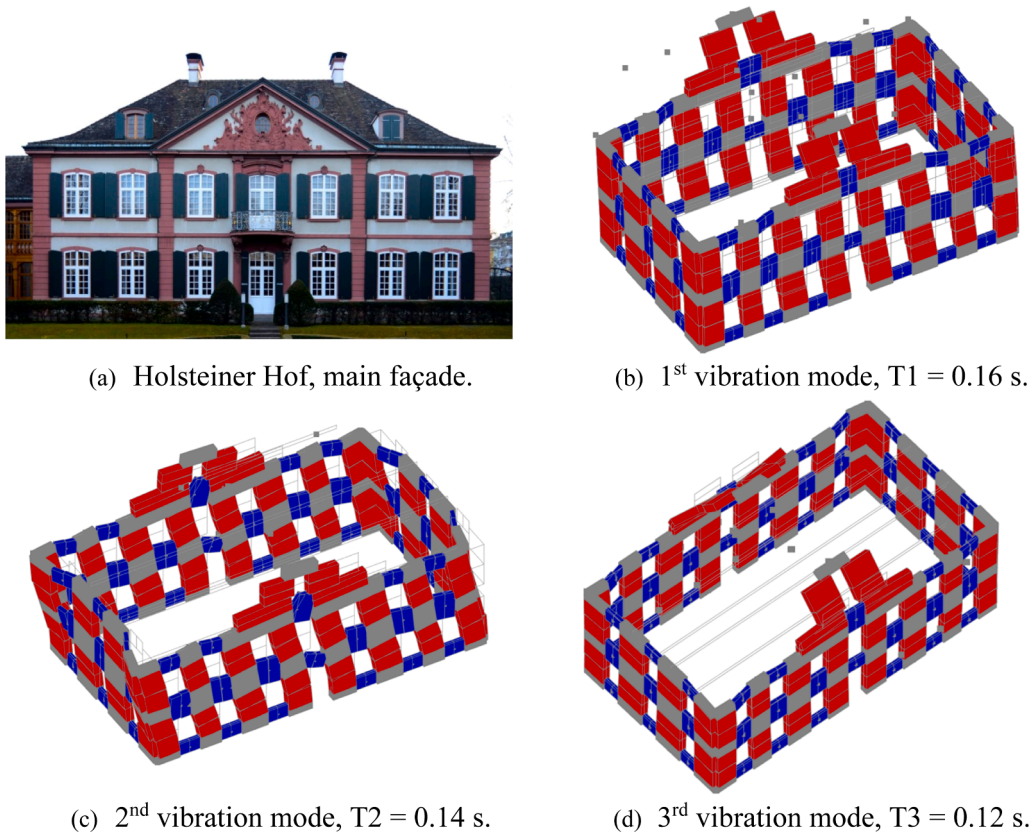 (a) Holsteiner Hof, main façade.
(b) 1st vibration mode, T1 = 0.16 s.
(c) 2nd vibration mode, T2 = 0.14 s.
(d) 3rd vibration mode, T3 = 0.12 s.